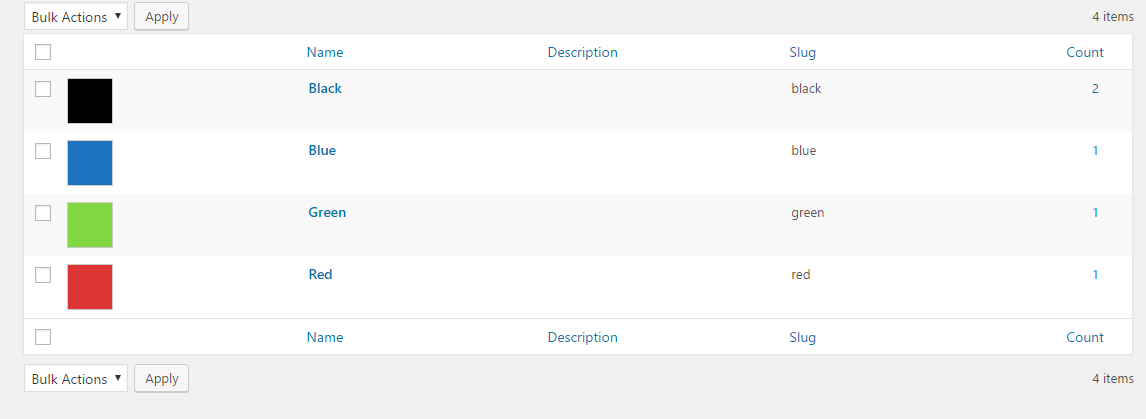 Bulk Actions Apply 4 items
Name Description Slug Count
Black black 2
Blue blue 1
Green green 1
Red red 1
Name Description Slug Count
Bulk Actions Apply 4 items